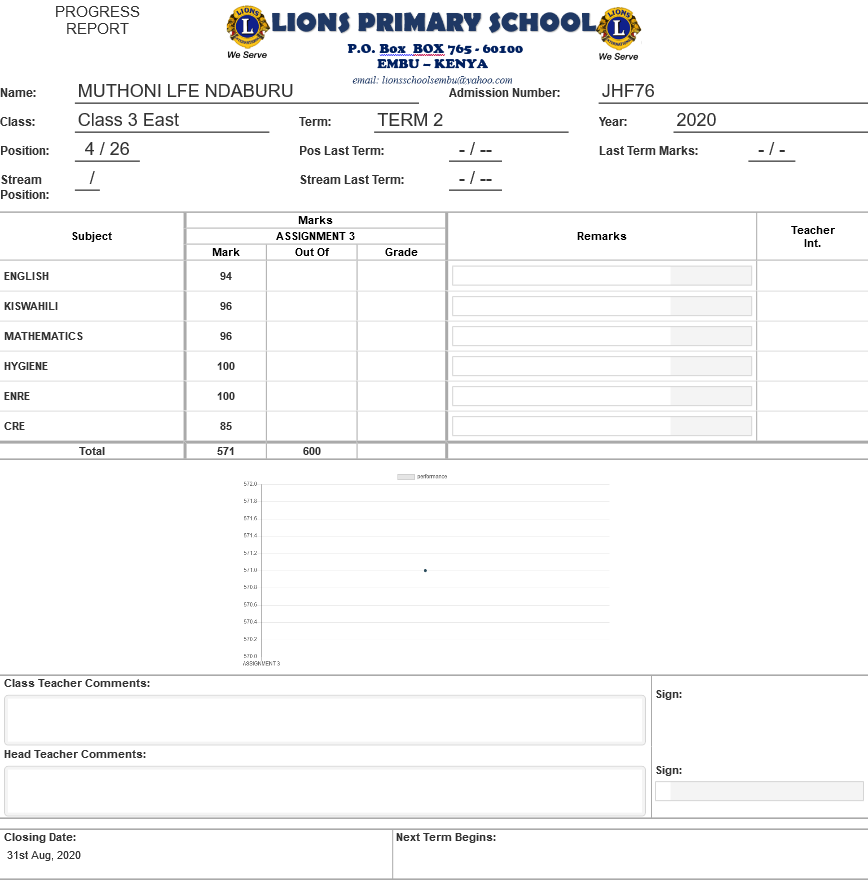 PROGRESS
REPORT
LIONS PRIMARY SCHOOL
LIONS
L
INTERNATIONAL
We Serve
LIONS
L
INTERNATIONAL
We Serve
P.O. Box BOX 765 - 60100
EMBU – KENYA
email: lionsschoolsembu@yahoo.com
Name: MUTHONI LFE NDABURU Admission Number: JHF76
Class: Class 3 East Term: TERM 2 Year: 2020
Position: 4 / 26 Pos Last Term: - / -- Last Term Marks: - / -
Stream Position: / Stream Last Term: - / --
Subject Marks Remarks Teacher Int.
ASSIGNMENT 3
Mark Out Of Grade
ENGLISH 94
KISWAHILI 96
MATHEMATICS 96
HYGIENE 100
ENRE 100
CRE 85
Total 571 600
performance
572.0
571.8
571.6
571.4
571.2
571.0
570.8
570.6
570.4
570.2
570.0
ASSIGNMENT 3
Class Teacher Comments:
Sign:
Head Teacher Comments:
Sign:
Closing Date: Next Term Begins:
31st Aug, 2020